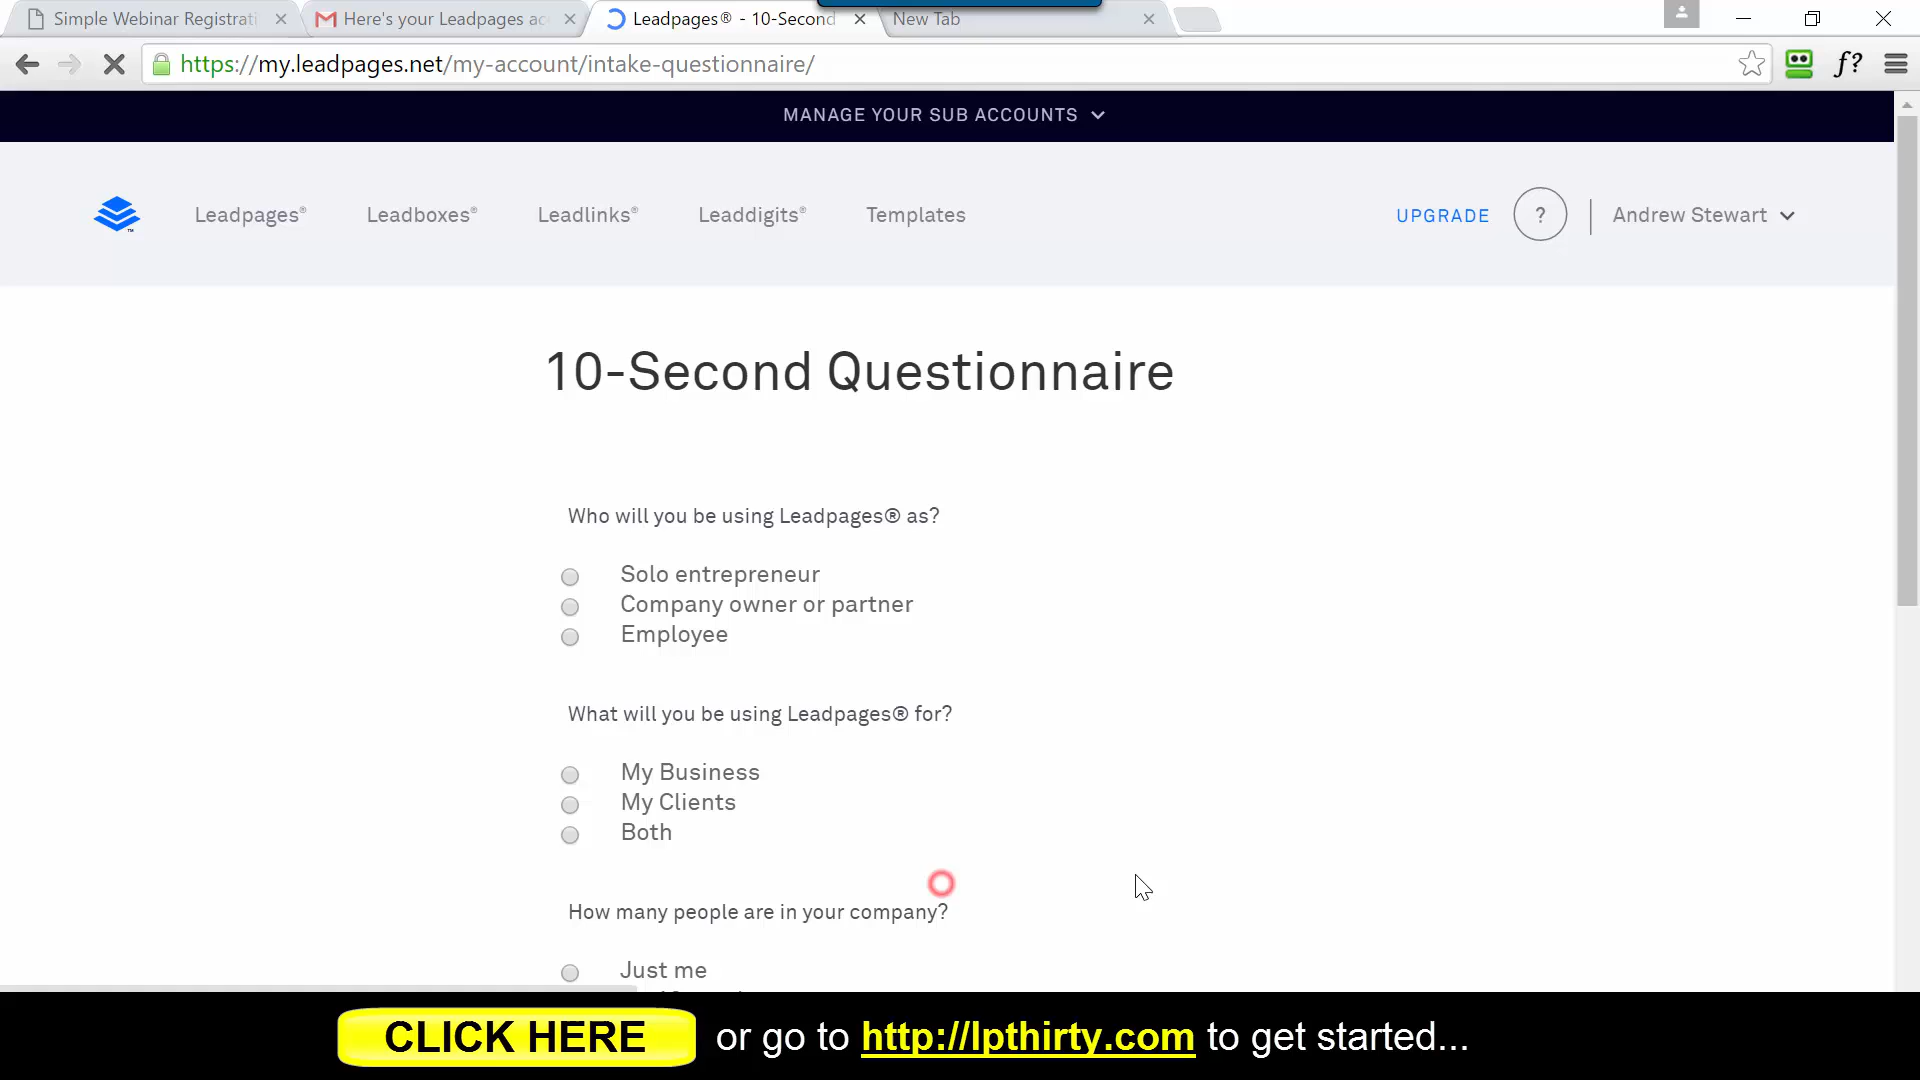 Simple Webinar Registrati
Here's your Leadpages ac
Leadpages® - 10-Second
New Tab
https://my.leadpages.net/my-account/intake-questionnaire/
f?
MANAGE YOUR SUB ACCOUNTS
Leadpages®
Leadboxes®
Leadlinks®
Leaddigits®
Templates
UPGRADE
?
Andrew Stewart
10-Second Questionnaire
Who will you be using Leadpages® as?
Solo entrepreneur
Company owner or partner
Employee
What will you be using Leadpages® for?
My Business
My Clients
Both
How many people are in your company?
Just me
CLICK HERE or go to http://lpthirty.com to get started...